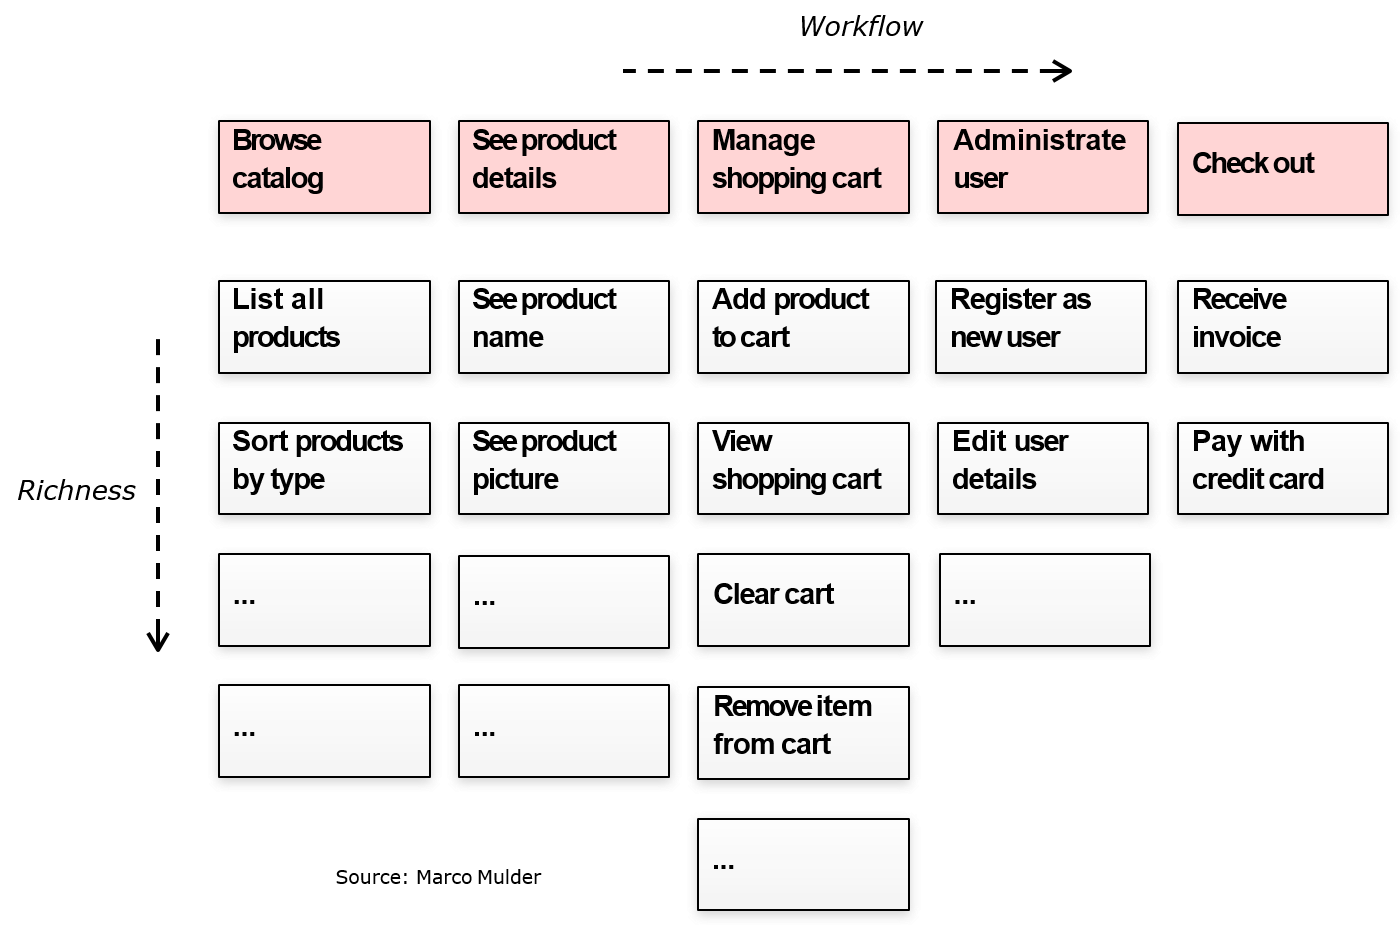 Workflow
Browse
catalog
See product
details
Manage
shopping cart
Administrate
user
Check out
List all
products
See product
name
Add product
to cart
Register as
new user
Receive
invoice
Richness
Sort products
by type
See product
picture
View
shopping cart
Edit user
details
Pay with
credit card
...
...
Clear cart
...
...
...
Remove item
from cart
...
Source: Marco Mulder